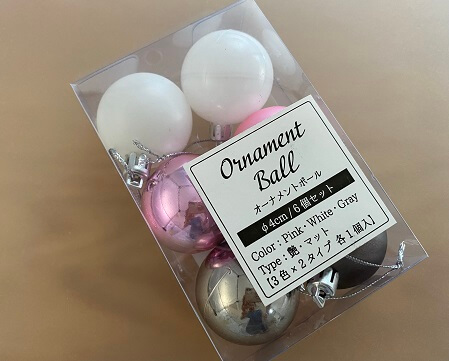 Ornament
Ball
オーナメントボール
φ4cm/6個セット
Color：Pink・White・Gray
Type：艶・マット
【3色×2タイプ 各1個入】